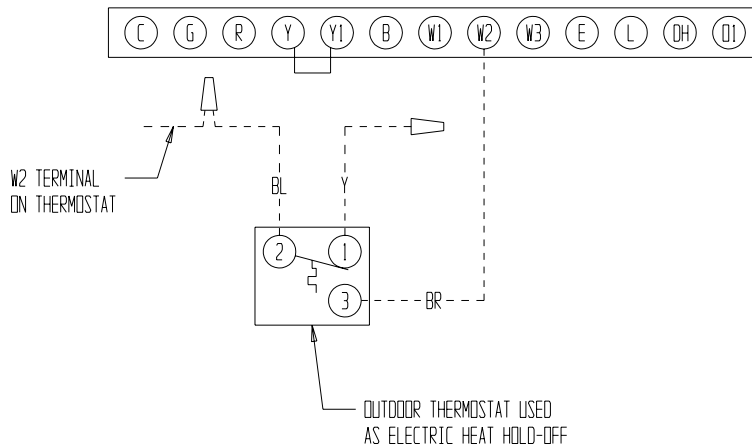 C G R Y Y1 B W1 W2 W3 E L DH O1
W2 TERMINAL
ON THERMOSTAT
BL
Y
2 1
3
BR
OUTDOOR THERMOSTAT USED
AS ELECTRIC HEAT HOLD-OFF